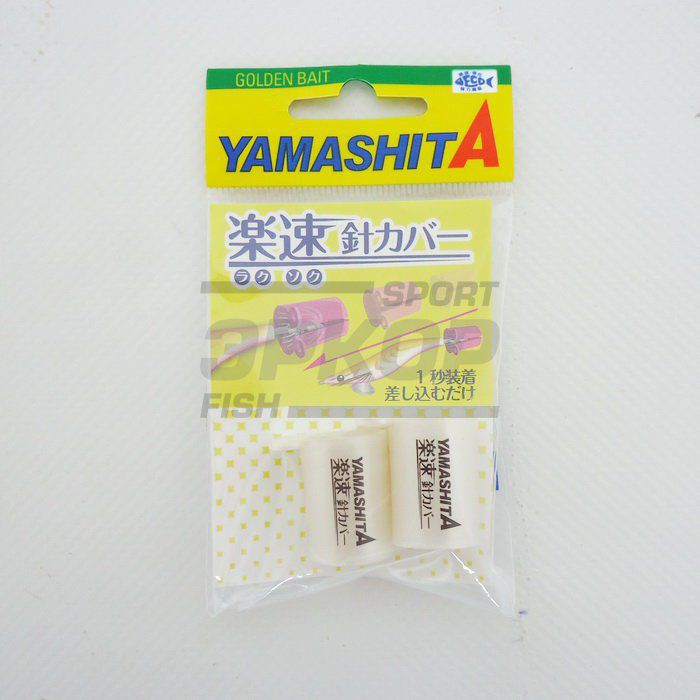 GOLDEN BAIT
YAMASHITA
楽速 針カバー
ラク ソク
SPORT
ЭРКОР
FISH
1秒装着
差し込むだけ
YAMASHITA
楽速 針カバー
YAMASHITA
楽速 針カバー